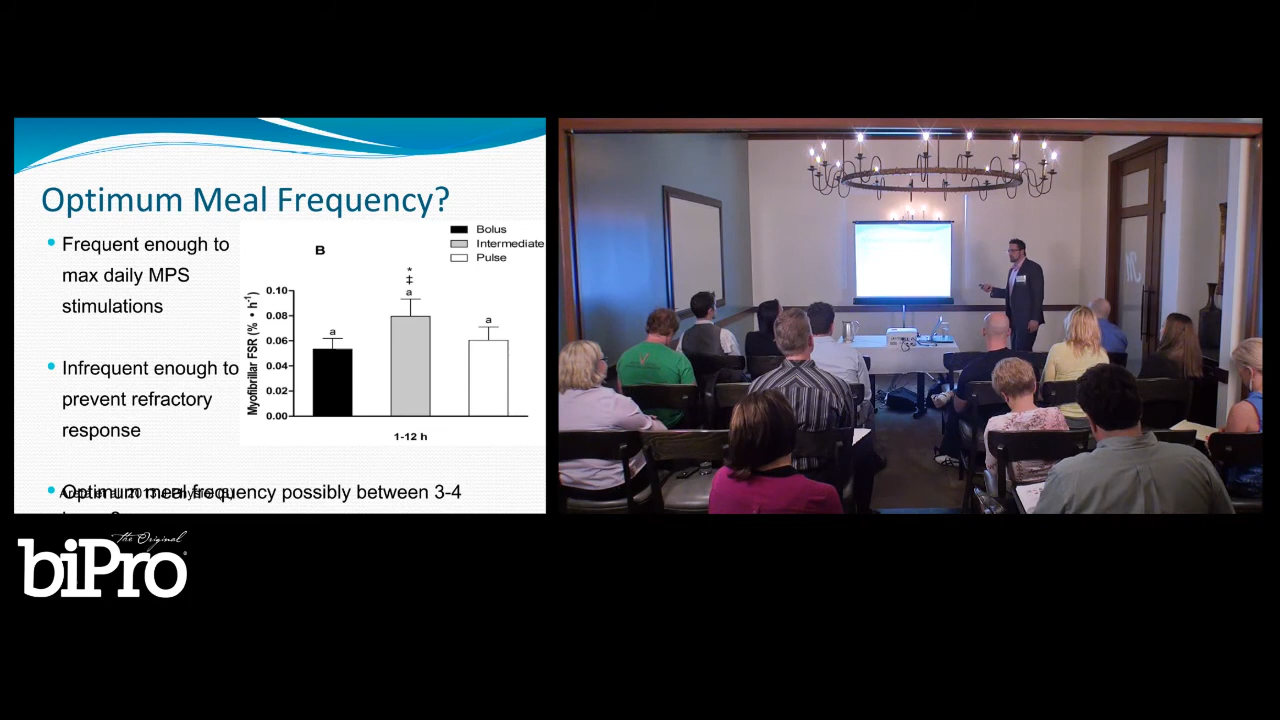 Optimum Meal Frequency?
Frequent enough to
max daily MPS
stimulations
Infrequent enough to
prevent refractory
response
Optimum meal frequency possibly between 3-4
B
Bolus
Intermediate
Pulse
*
‡
a
a
a
0.10
0.08
0.06
0.04
0.02
0.00
Myofibrillar FSR (% • h⁻¹)
1-12 h
the Original
biPro